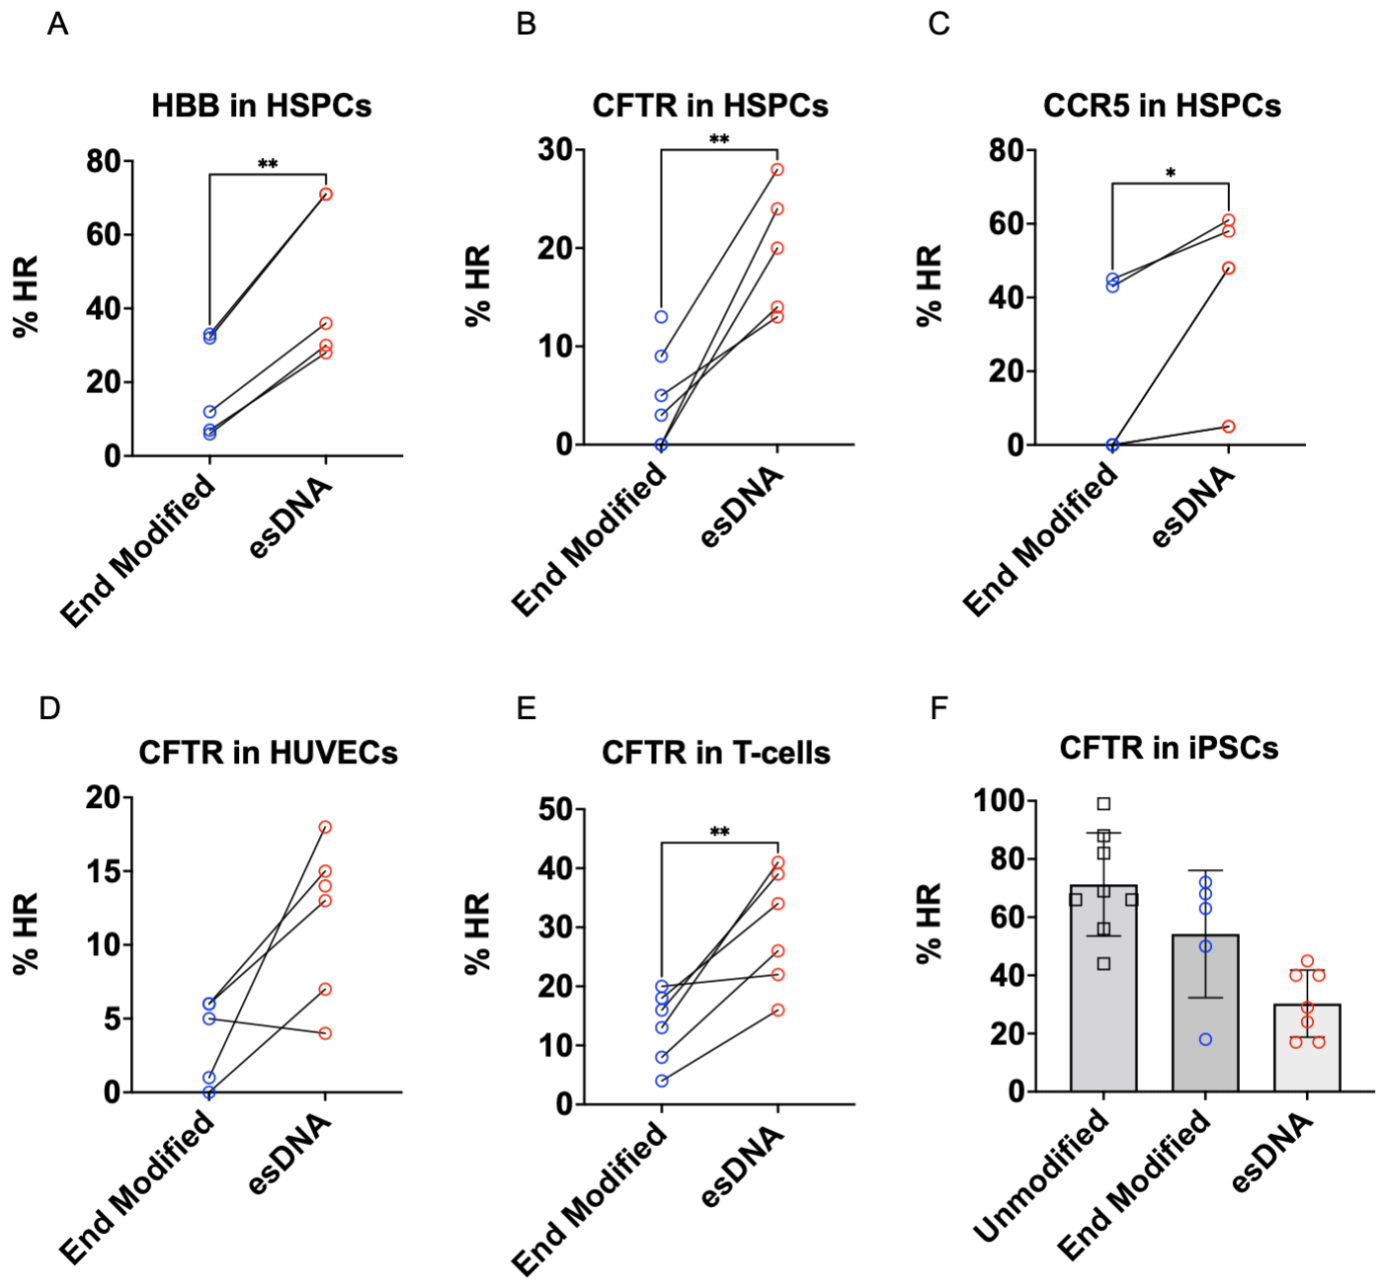 A
HBB in HSPCs
**
80
60
40
20
0
% HR
End Modified
esDNA
B
CFTR in HSPCs
**
30
20
10
0
% HR
End Modified
esDNA
C
CCR5 in HSPCs
*
80
60
40
20
0
% HR
End Modified
esDNA
D
CFTR in HUVECs
20
15
10
5
0
% HR
End Modified
esDNA
E
CFTR in T-cells
**
50
40
30
20
10
0
% HR
End Modified
esDNA
F
CFTR in iPSCs
100
80
60
40
20
0
% HR
Unmodified
End Modified
esDNA